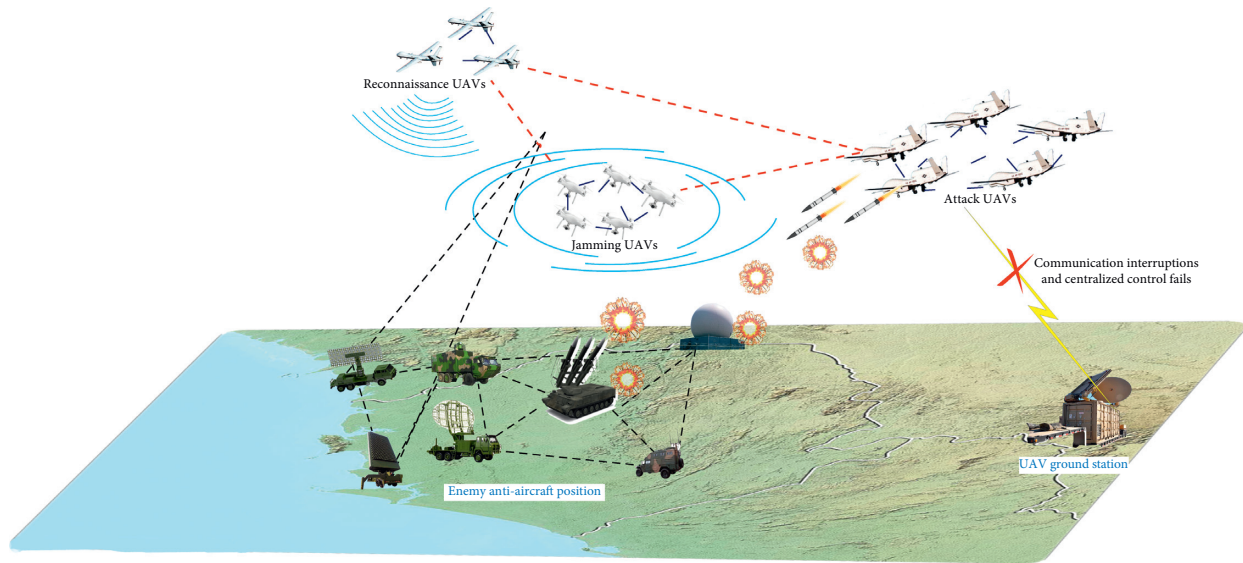 Reconnaissance UAVs
Attack UAVs
Jamming UAVs
Communication interruptions
and centralized control fails
UAV ground station
Enemy anti-aircraft position